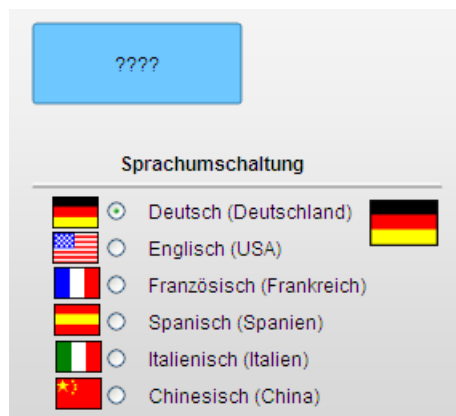 ????
Sprachumschaltung
Deutsch (Deutschland)
Englisch (USA)
Französisch (Frankreich)
Spanisch (Spanien)
Italienisch (Italien)
Chinesisch (China)